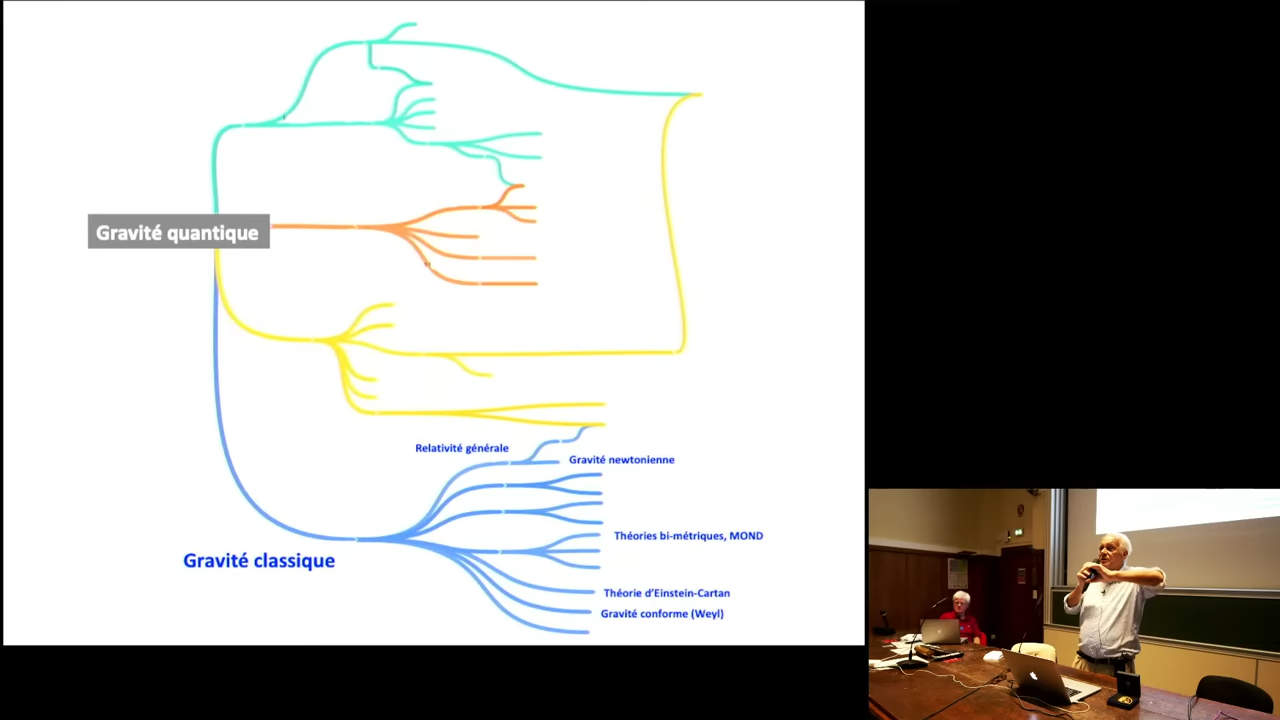 Gravité quantique
Relativité générale
Gravité newtonienne
Théories bi-métriques, MOND
Gravité classique
Théorie d'Einstein-Cartan
Gravité conforme (Weyl)